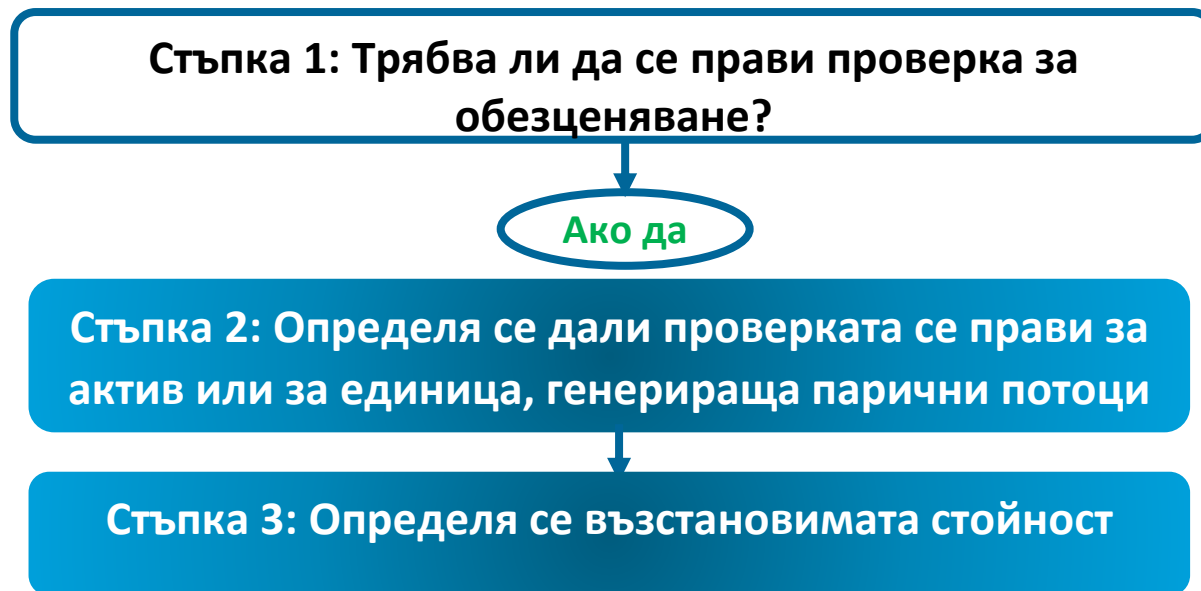 Стъпка 1: Трябва ли да се прави проверка за
обезценяване?
Ако да
Стъпка 2: Определя се дали проверката се прави за
актив или за единица, генерираща парични потоци
Стъпка 3: Определя се възстановимата стойност